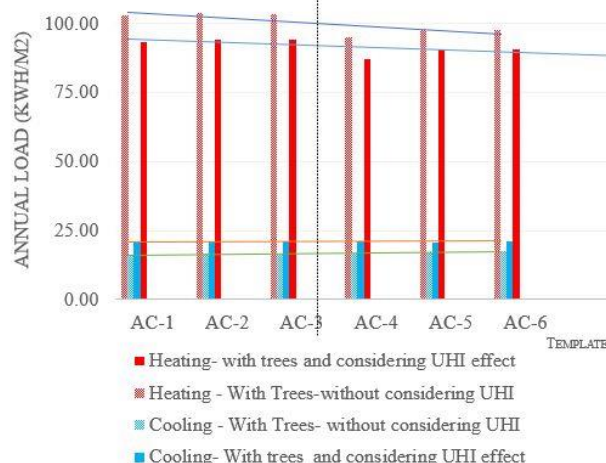 ANNUAL LOAD (KWH/M2)
100.00
75.00
50.00
25.00
0.00
AC-1 AC-2 AC-3 AC-4 AC-5 AC-6
TEMPLATE
Heating- with trees and considering UHI effect
Heating - With Trees-without considering UHI
Cooling - With Trees- without considering UHI
Cooling- With trees and considering UHI effect